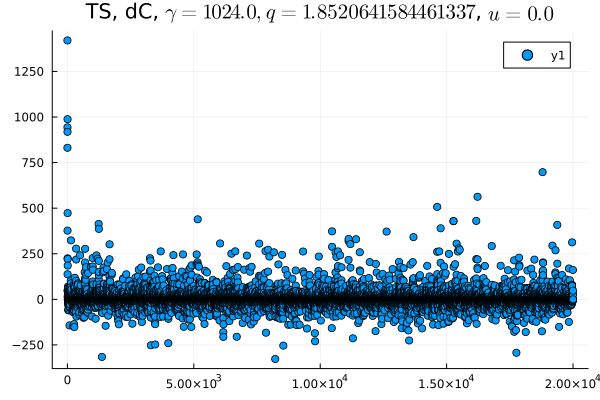 TS, dC, γ = 1024.0, q = 1.8520641584461337, u = 0.0
y1
1250
1000
750
500
250
0
−250
0 5.00×10³ 1.00×10⁴ 1.50×10⁴ 2.00×10⁴